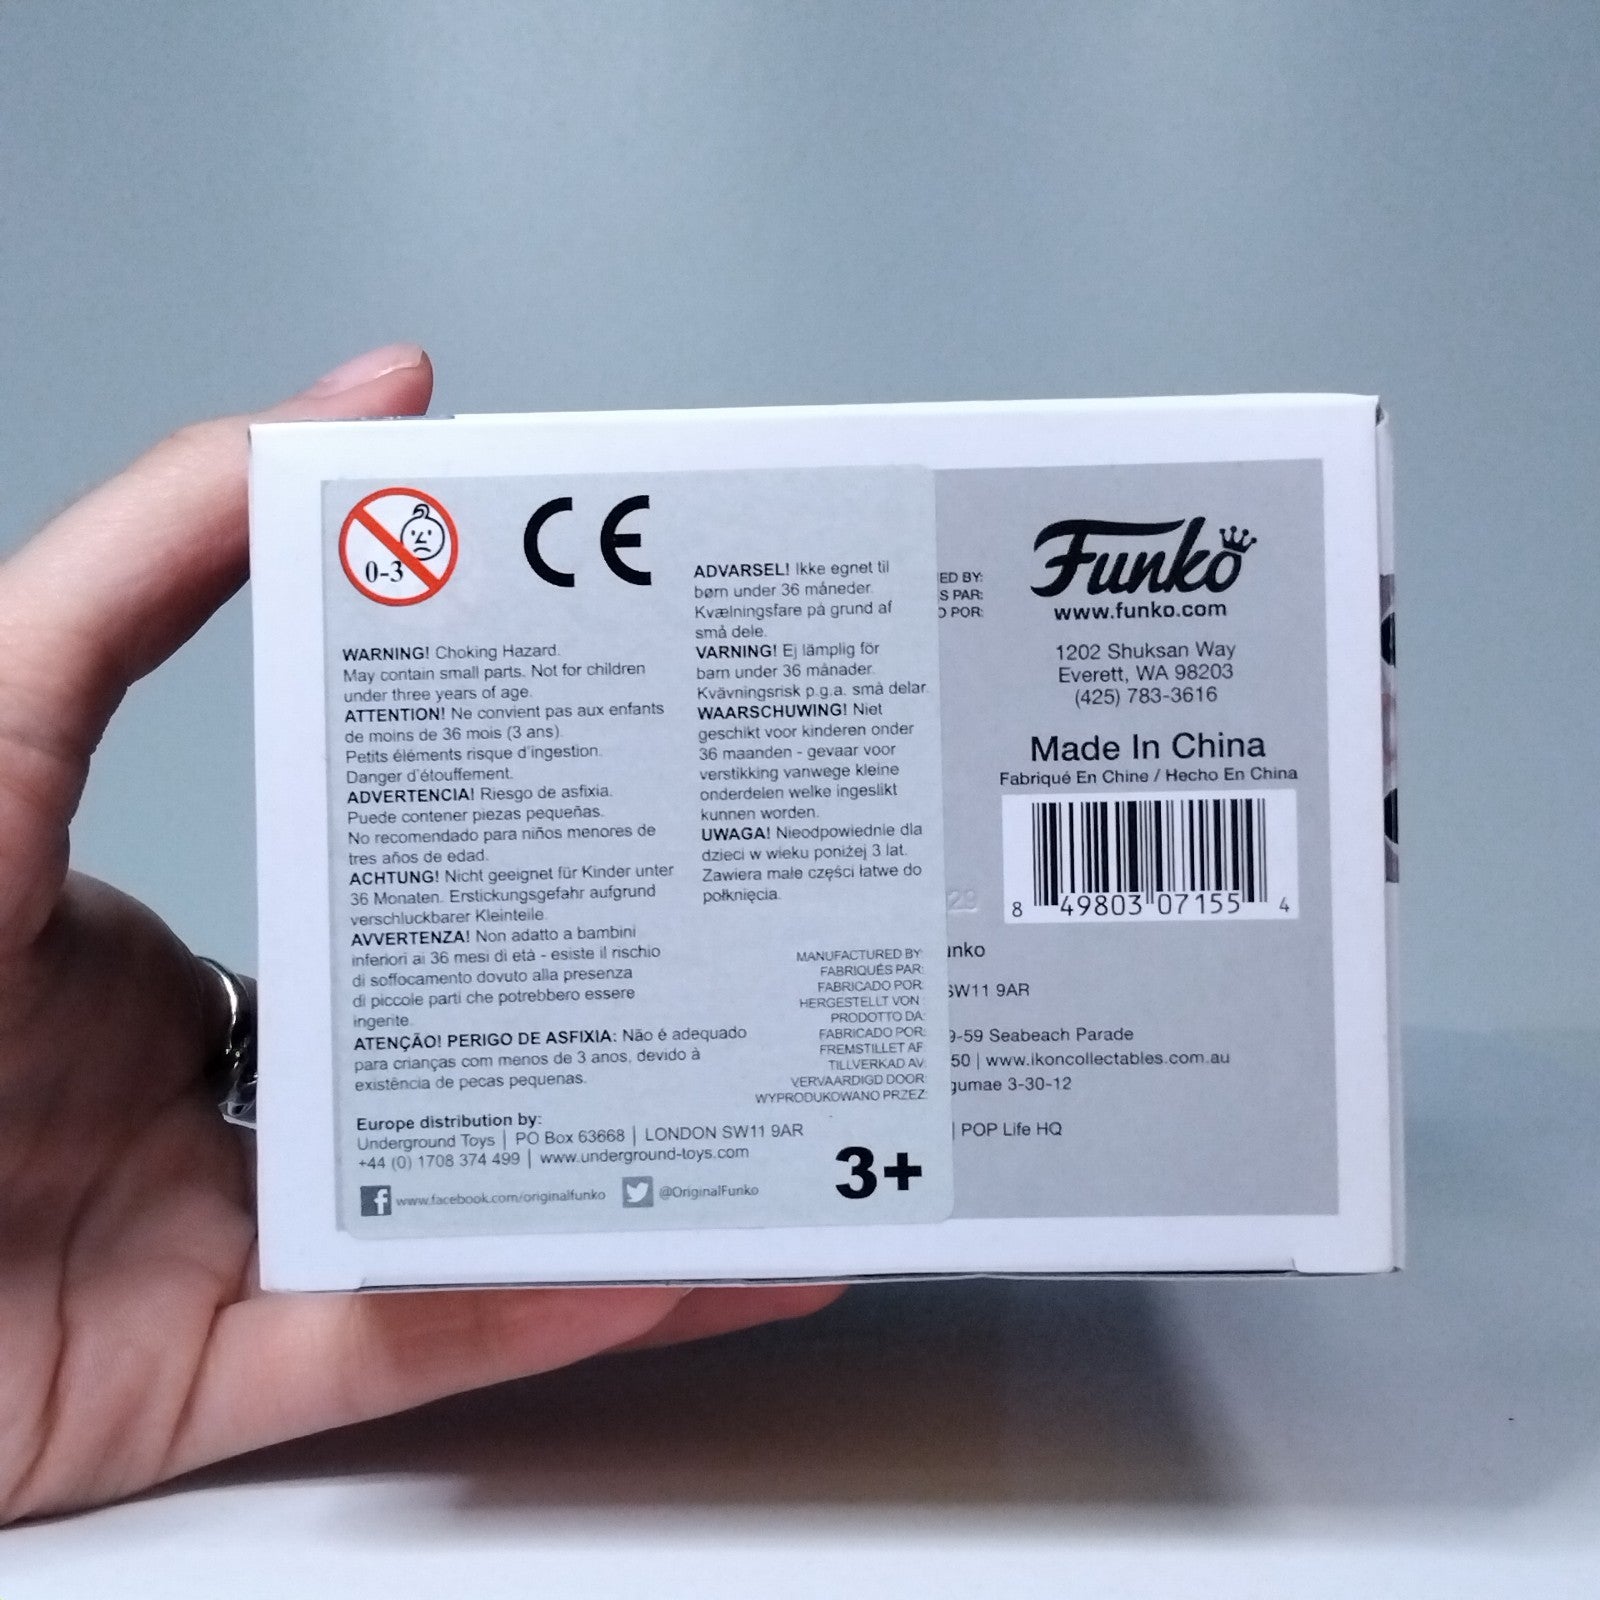 0-3
CE
WARNING! Choking Hazard.
May contain small parts. Not for children
under three years of age.
ATTENTION! Ne convient pas aux enfants
de moins de 36 mois (3 ans).
Petits éléments risque d'ingestion.
Danger d'étouffement.
ADVERTENCIA! Riesgo de asfixia.
Puede contener piezas pequeñas.
No recomendado para niños menores de
tres años de edad.
ACHTUNG! Nicht geeignet für Kinder unter
36 Monaten. Erstickungsgefahr aufgrund
verschluckbarer Kleinteile.
AVVERTENZA! Non adatto a bambini
inferiori ai 36 mesi di età - esiste il rischio
di soffocamento dovuto alla presenza
di piccole parti che potrebbero essere
ingerite.
ATENÇÃO! PERIGO DE ASFIXIA: Não é adequado
para crianças com menos de 3 anos, devido à
existência de pecas pequenas.
ADVARSEL! Ikke egnet til
børn under 36 måneder.
Kvælningsfare på grund af
små dele.
VARNING! Ej lämplig för
barn under 36 månader.
Kvävningsrisk p.g.a. små delar.
WAARSCHUWING! Niet
geschikt voor kinderen onder
36 maanden - gevaar voor
verstikking vanwege kleine
onderdelen welke ingeslikt
kunnen worden.
UWAGA! Nieodpowiednie dla
dzieci w wieku poniżej 3 lat.
Zawiera małe części łatwe do
połknięcia.
MANUFACTURED BY:
FABRIQUÉS PAR:
FABRICADO POR:
HERGESTELLT VON :
PRODOTTO DA:
FABRICADO POR:
FREMSTILLET AF:
TILLVERKAD AV:
VERVAARDIGD DOOR:
WYPRODUKOWANO PRZEZ:
Europe distribution by:
Underground Toys | PO Box 63668 | LONDON SW11 9AR
+44 (0) 1708 374 499 | www.underground-toys.com
www.facebook.com/originalfunko
@OriginalFunko
3+
ED BY:
S PAR:
O POR:
Funko
www.funko.com
1202 Shuksan Way
Everett, WA 98203
(425) 783-3616
Made In China
Fabriqué En Chine / Hecho En China
8 49803 07155 4
29
nko
SW11 9AR
9-59 Seabeach Parade
50 | www.ikoncollectables.com.au
gumae 3-30-12
| POP Life HQ